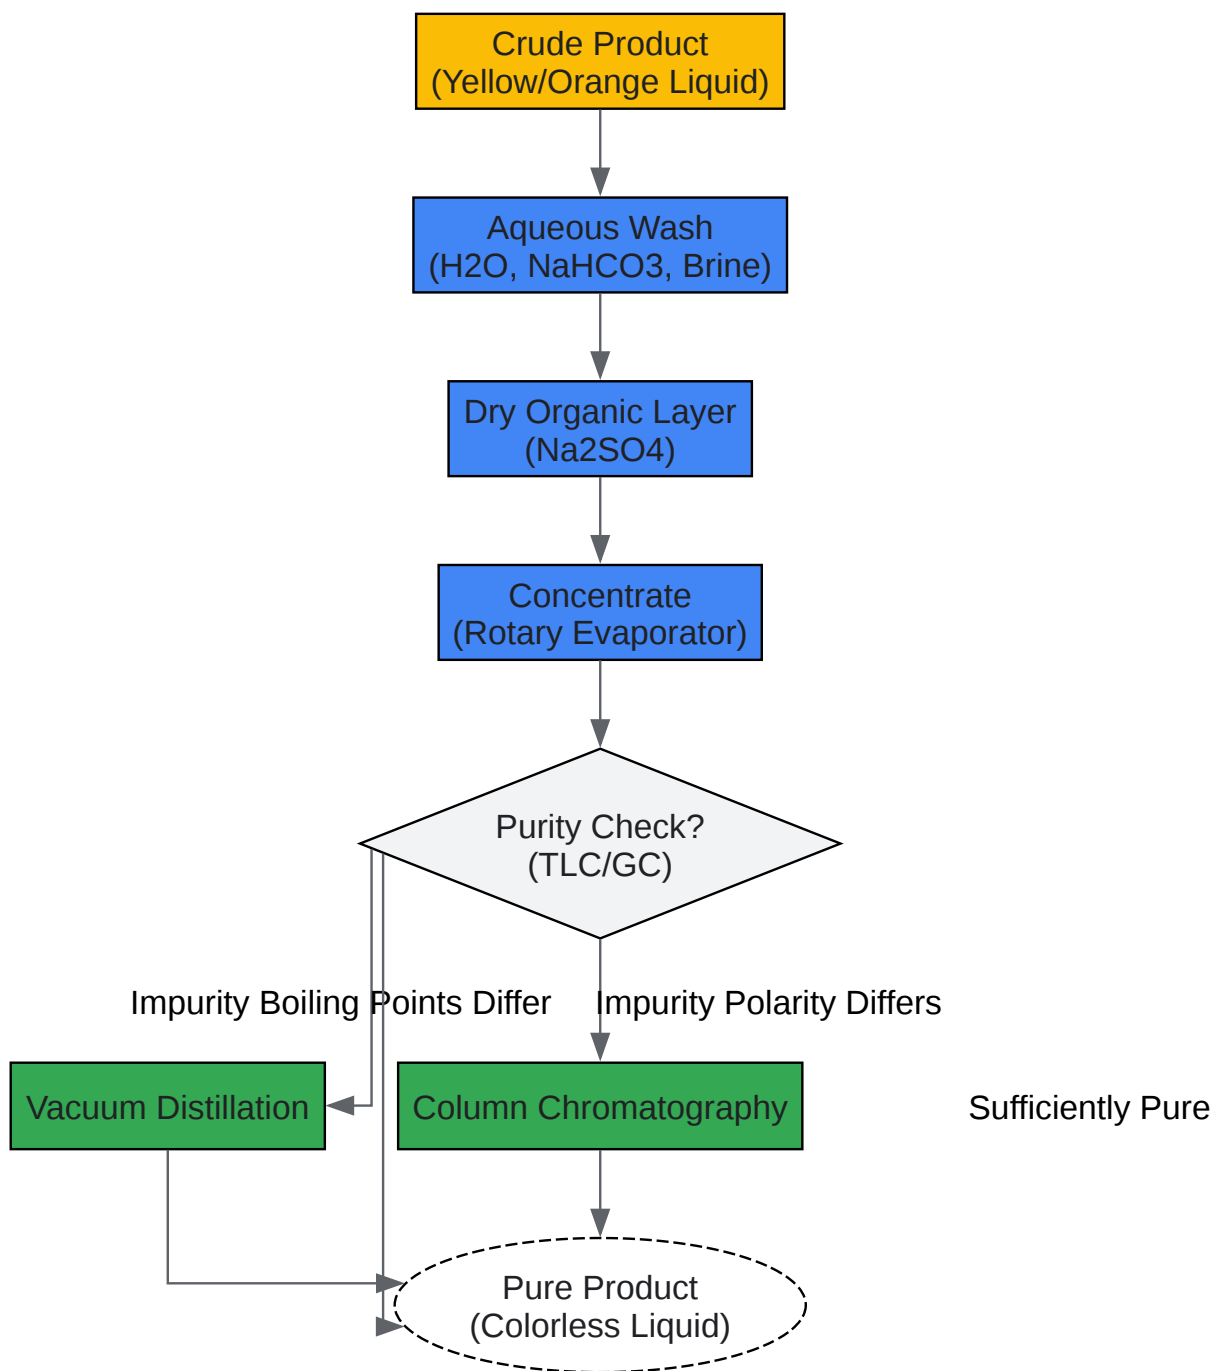 Crude Product
(Yellow/Orange Liquid)
Aqueous Wash
(H2O, NaHCO3, Brine)
Dry Organic Layer
(Na2SO4)
Concentrate
(Rotary Evaporator)
Purity Check?
(TLC/GC)
Impurity Boiling Points Differ
Impurity Polarity Differs
Vacuum Distillation
Column Chromatography
Sufficiently Pure
Pure Product
(Colorless Liquid)